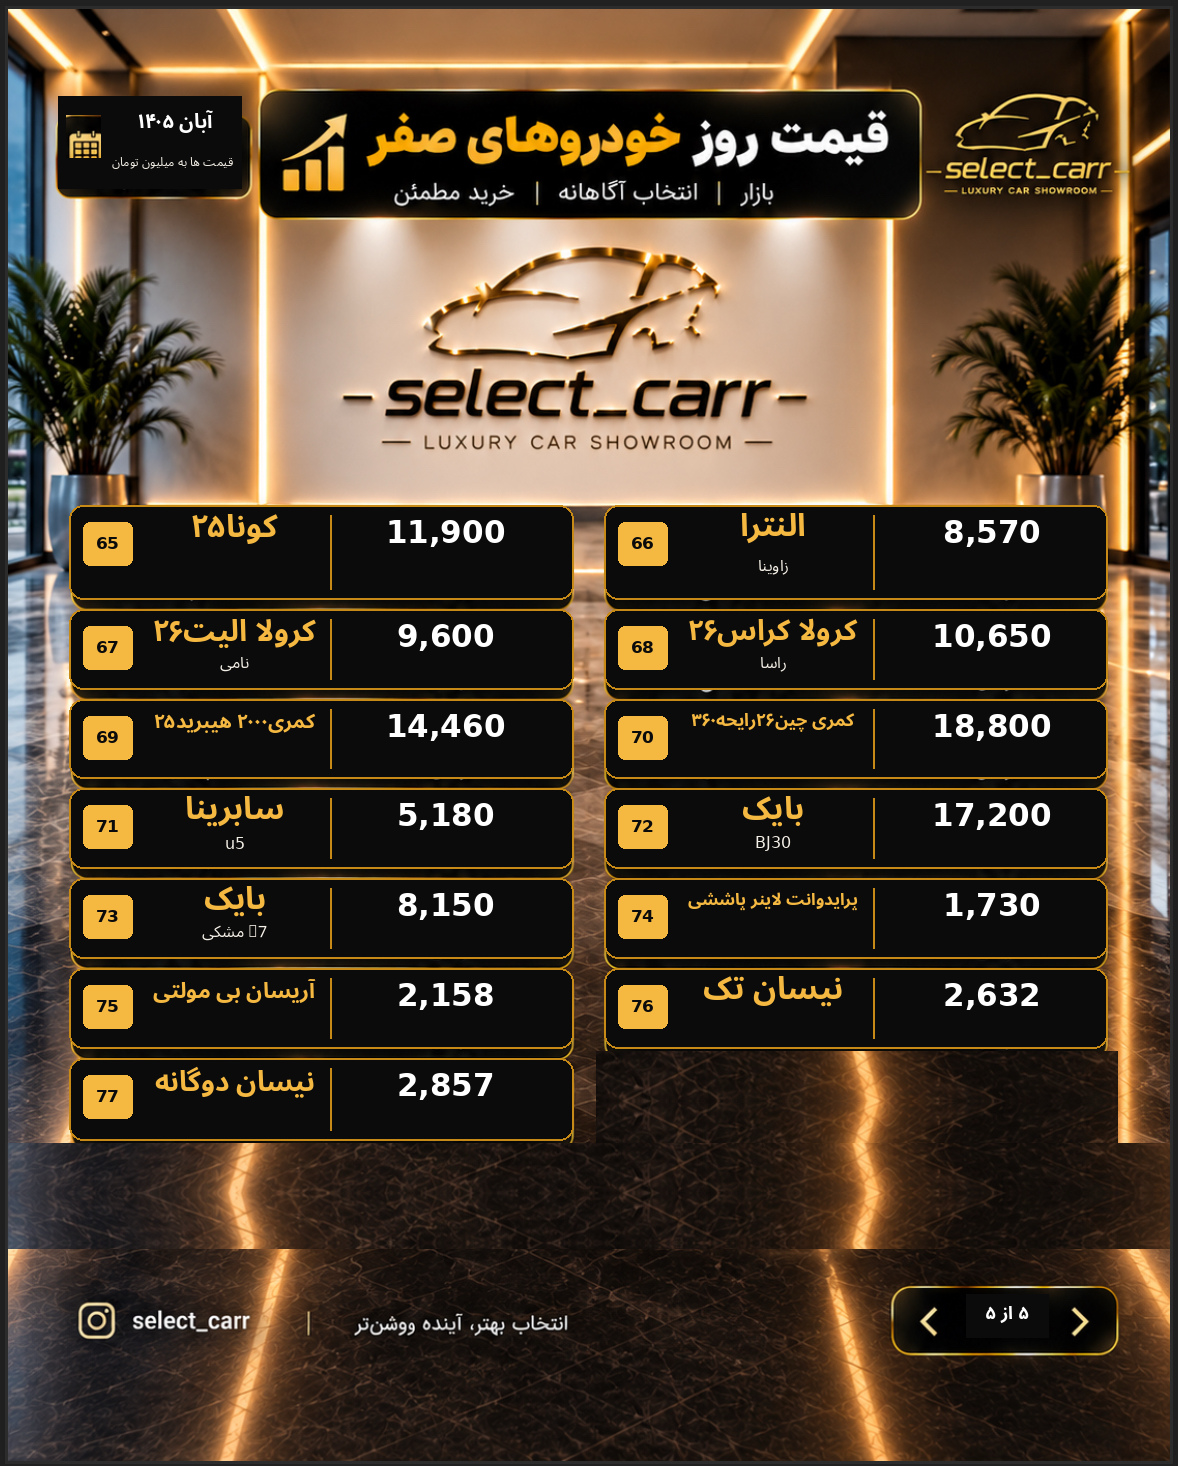 آبان ۱۴۰۵
قیمت ها به میلیون تومان
قیمت روز خودروهای صفر
بازار | انتخاب آگاهانه | خرید مطمئن
select_carr
LUXURY CAR SHOWROOM
select_carr
LUXURY CAR SHOWROOM
65 کونا۲۵ 11,900
66 النترا 8,570
زاوینا
67 کرولا الیت۲۶ 9,600
نامی
68 کرولا کراس۲۶ 10,650
راسا
69 کمری۲۰۰۰ هیبرید۲۵ 14,460
70 کمری چین۲۶رایحه۳۶۰ 18,800
71 سابرینا 5,180
u5
72 بایک 17,200
BJ30
73 بایک 8,150
7 مشکی
74 پرایدوانت لاینر پاششی 1,730
75 آریسان بی مولتی 2,158
76 نیسان تک 2,632
77 نیسان دوگانه 2,857
select_carr | انتخاب بهتر، آینده ووشن‌تر
۵ از ۵